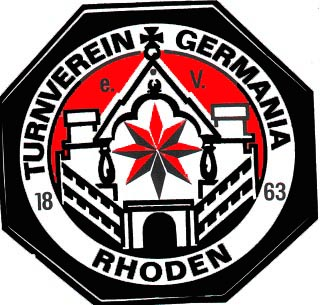 TURNVEREIN GERMANIA
e. V.
18 63
RHODEN